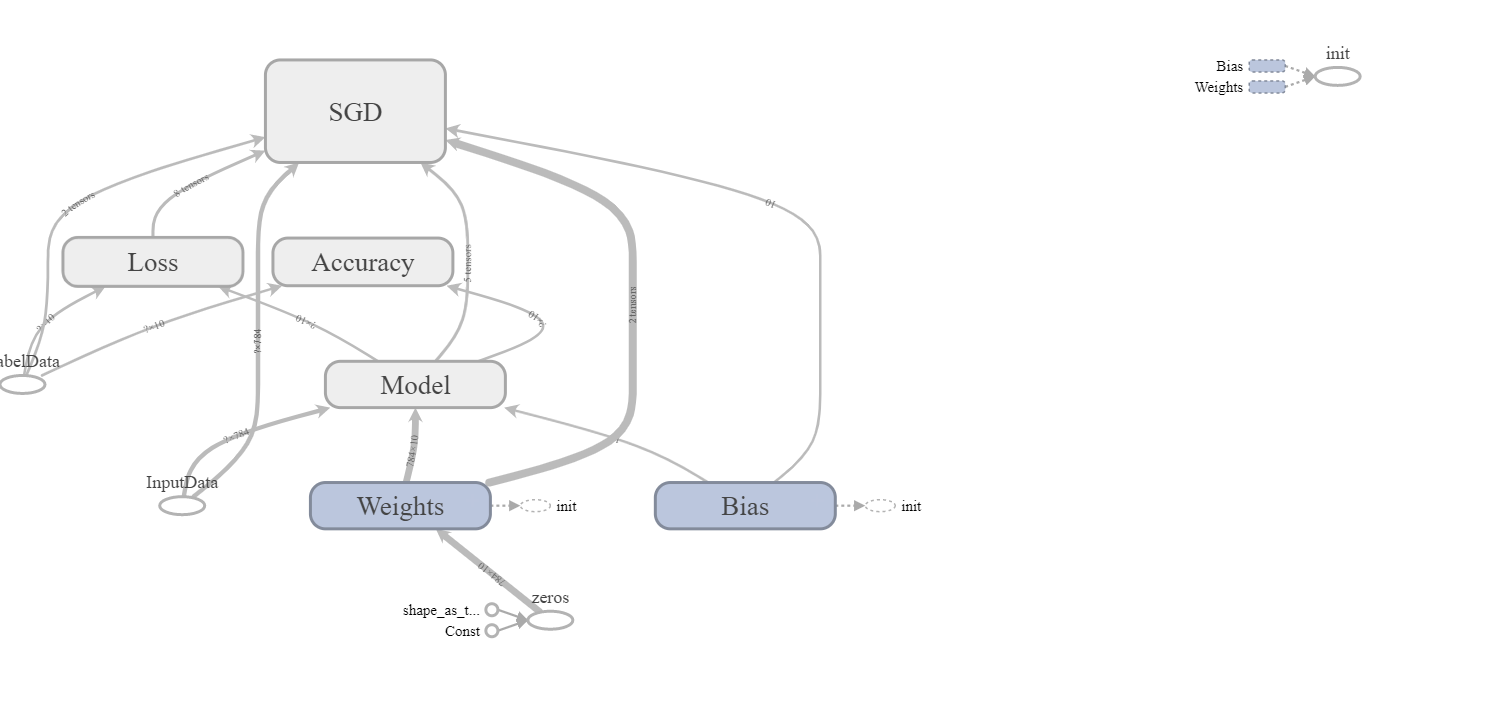 SGD
init
Bias
Weights
2 tensors
8 tensors
10
Loss
Accuracy
5 tensors
2 tensors
?×10
?×10
?×10
?×10
?×784
abelData
Model
?×784
784×10
InputData
Weights
init
Bias
init
784×10
zeros
shape_as_t...
Const